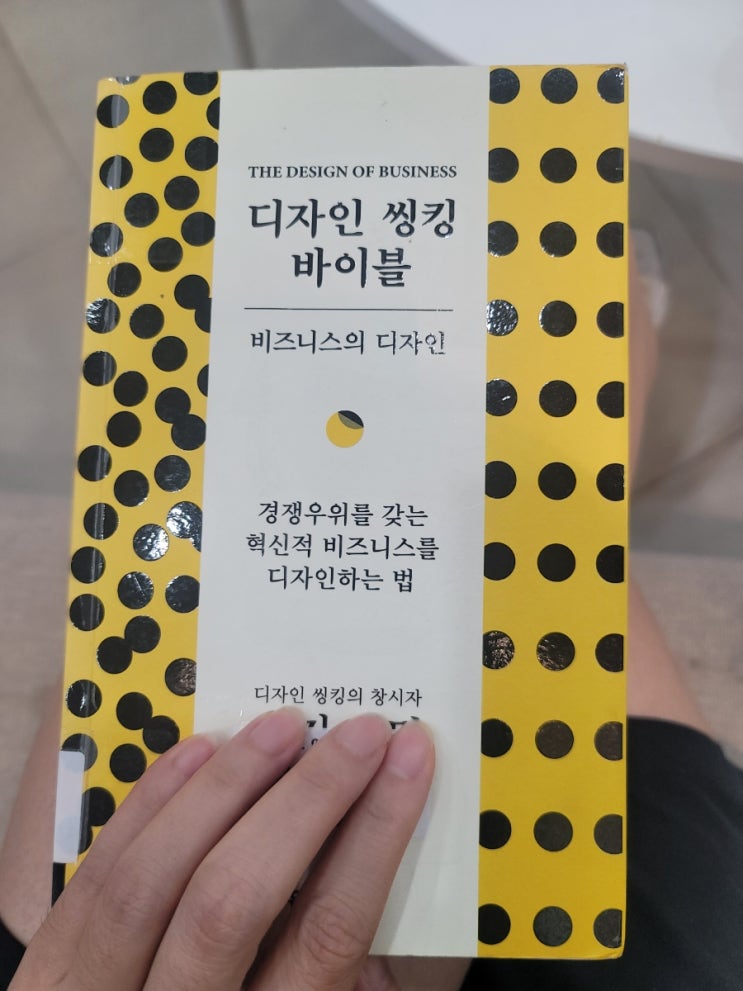 THE DESIGN OF BUSINESS
디자인 씽킹
바이블
비즈니스의 디자인
경쟁우위를 갖는
혁신적 비즈니스를
디자인하는 법
디자인 씽킹의 창시자